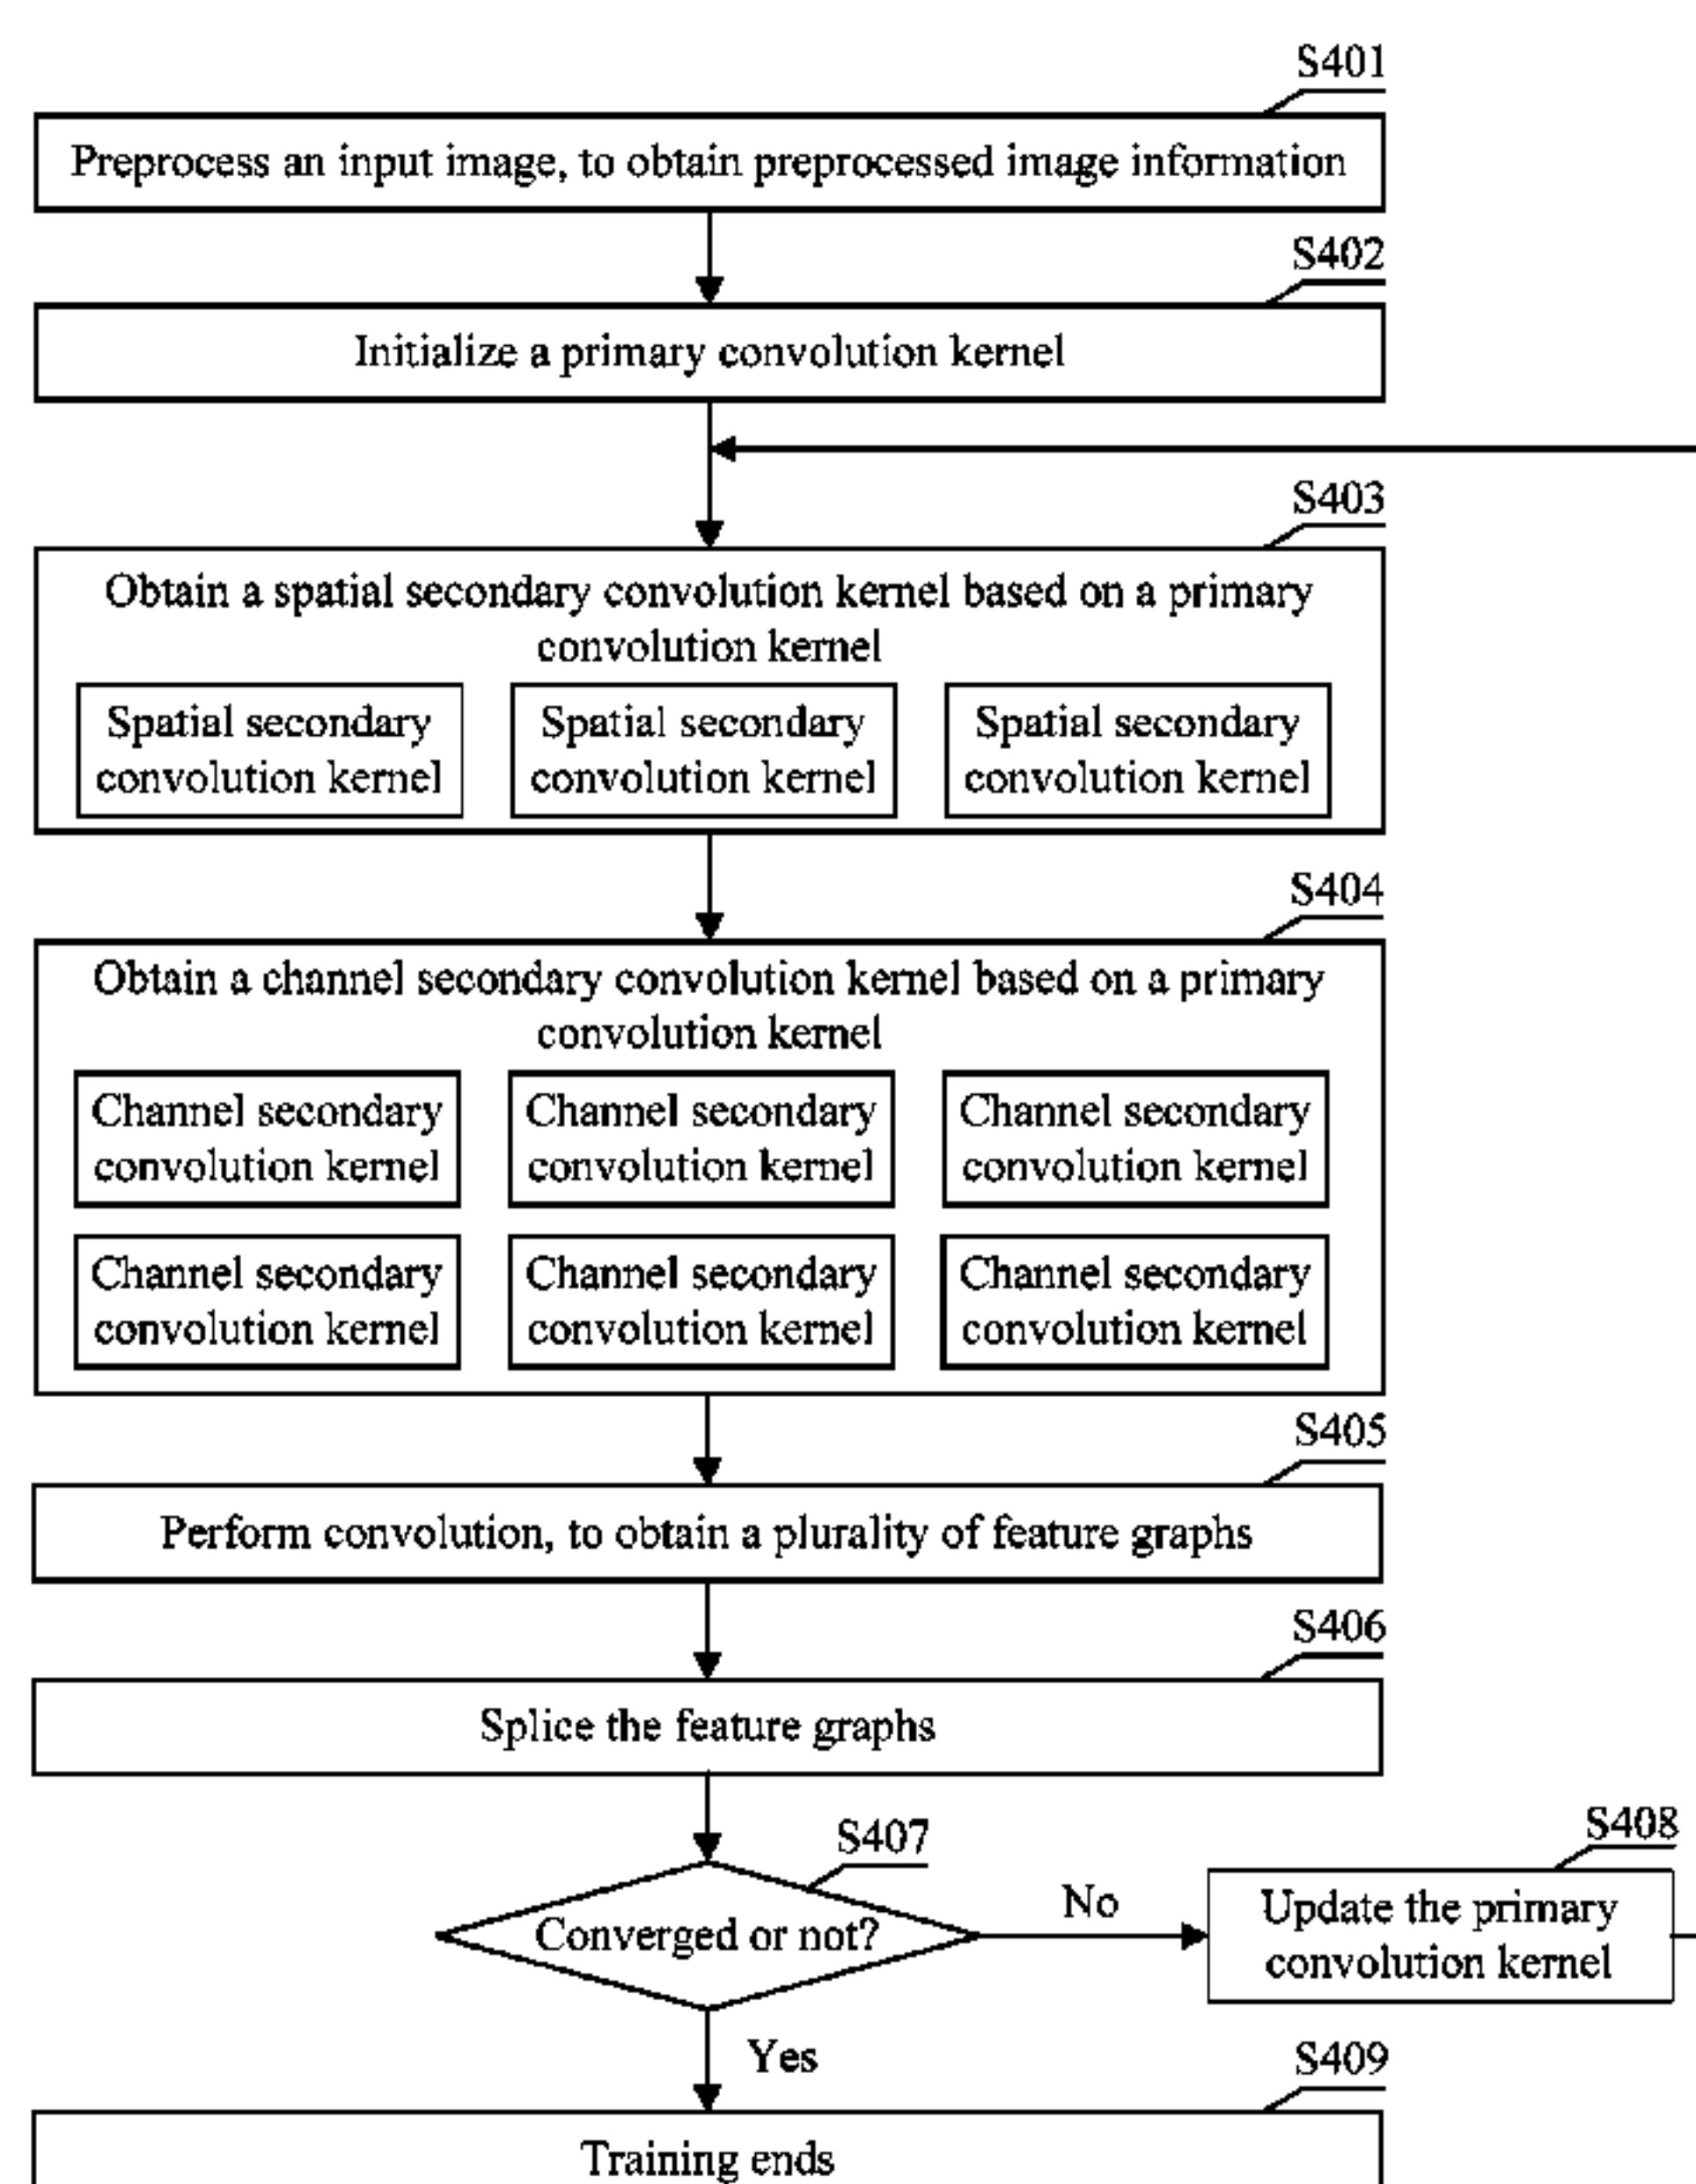 S401
Preprocess an input image, to obtain preprocessed image information
S402
Initialize a primary convolution kernel
S403
Obtain a spatial secondary convolution kernel based on a primary
convolution kernel
Spatial secondary
convolution kernel
Spatial secondary
convolution kernel
Spatial secondary
convolution kernel
S404
Obtain a channel secondary convolution kernel based on a primary
convolution kernel
Channel secondary
convolution kernel
Channel secondary
convolution kernel
Channel secondary
convolution kernel
Channel secondary
convolution kernel
Channel secondary
convolution kernel
Channel secondary
convolution kernel
S405
Perform convolution, to obtain a plurality of feature graphs
S406
Splice the feature graphs
S407
Converged or not?
No
S408
Update the primary
convolution kernel
Yes
S409
Training ends